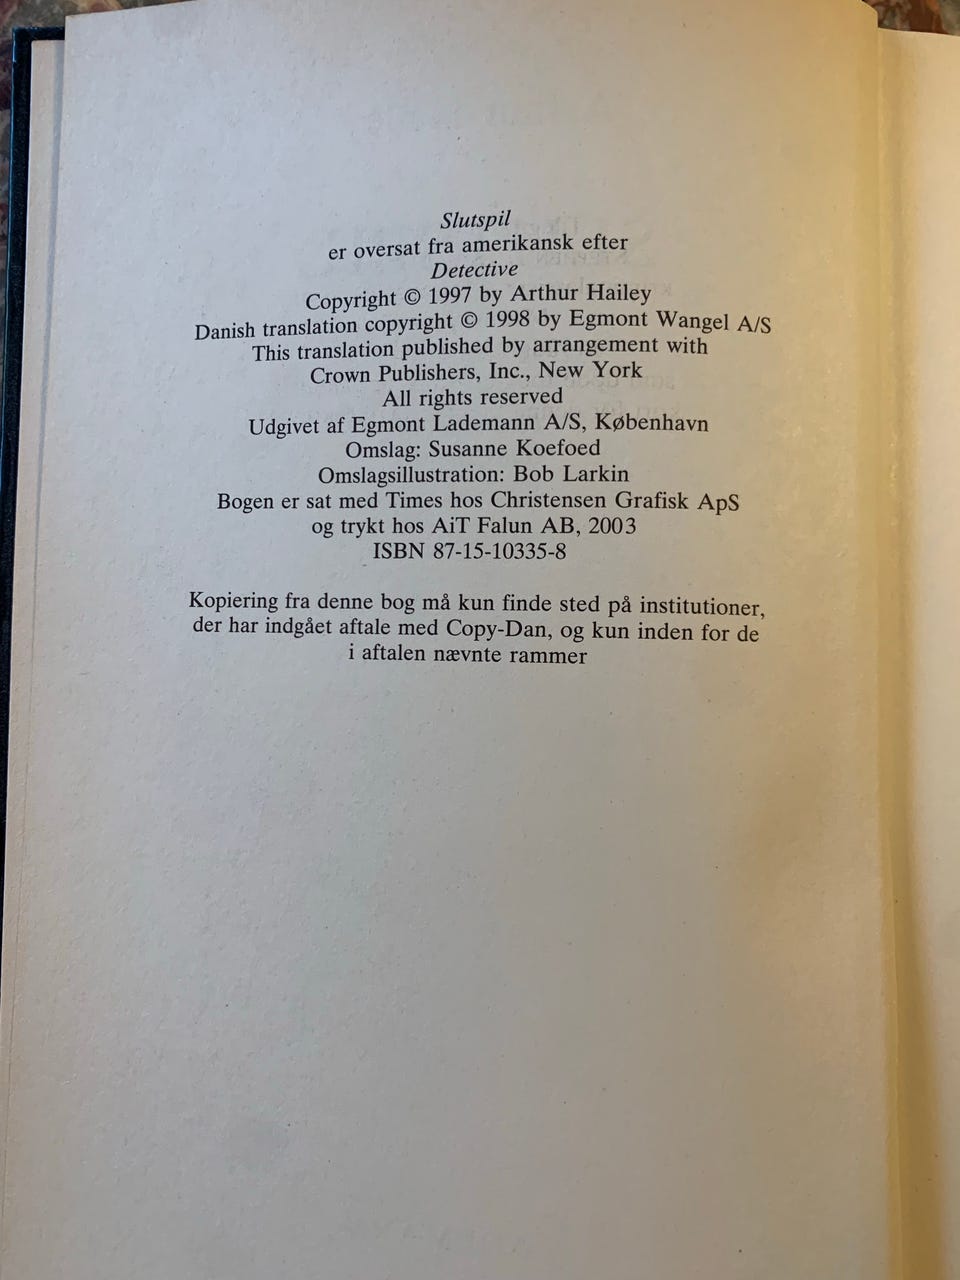 Slutspil
er oversat fra amerikansk efter
Detective
Copyright © 1997 by Arthur Hailey
Danish translation copyright © 1998 by Egmont Wangel A/S
This translation published by arrangement with
Crown Publishers, Inc., New York
All rights reserved
Udgivet af Egmont Lademann A/S, København
Omslag: Susanne Koefoed
Omslagsillustration: Bob Larkin
Bogen er sat med Times hos Christensen Grafisk ApS
og trykt hos AiT Falun AB, 2003
ISBN 87-15-10335-8
Kopiering fra denne bog må kun finde sted på institutioner,
der har indgået aftale med Copy-Dan, og kun inden for de
i aftalen nævnte rammer